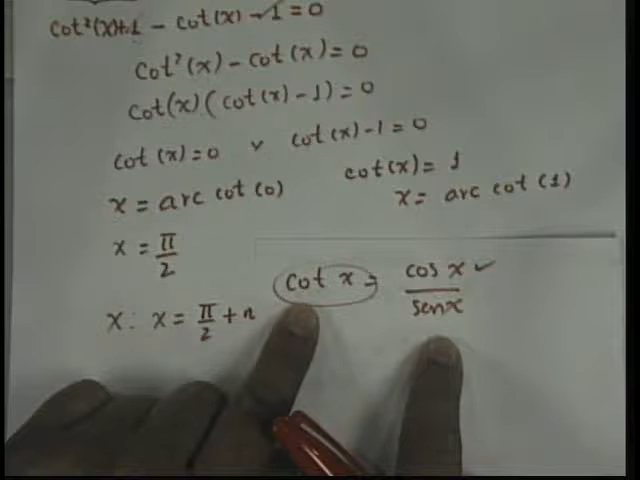 cot²(x)+1 - cot(x) - 1 = 0
cot²(x) - cot(x) = 0
cot(x)(cot(x) - 1) = 0
cot(x) = 0 v cot(x) - 1 = 0
x = arc cot(0) cot(x) = 1
x = arc cot(1)
x = π/2
cot x = cos x / sen x
x: x = π/2 + n